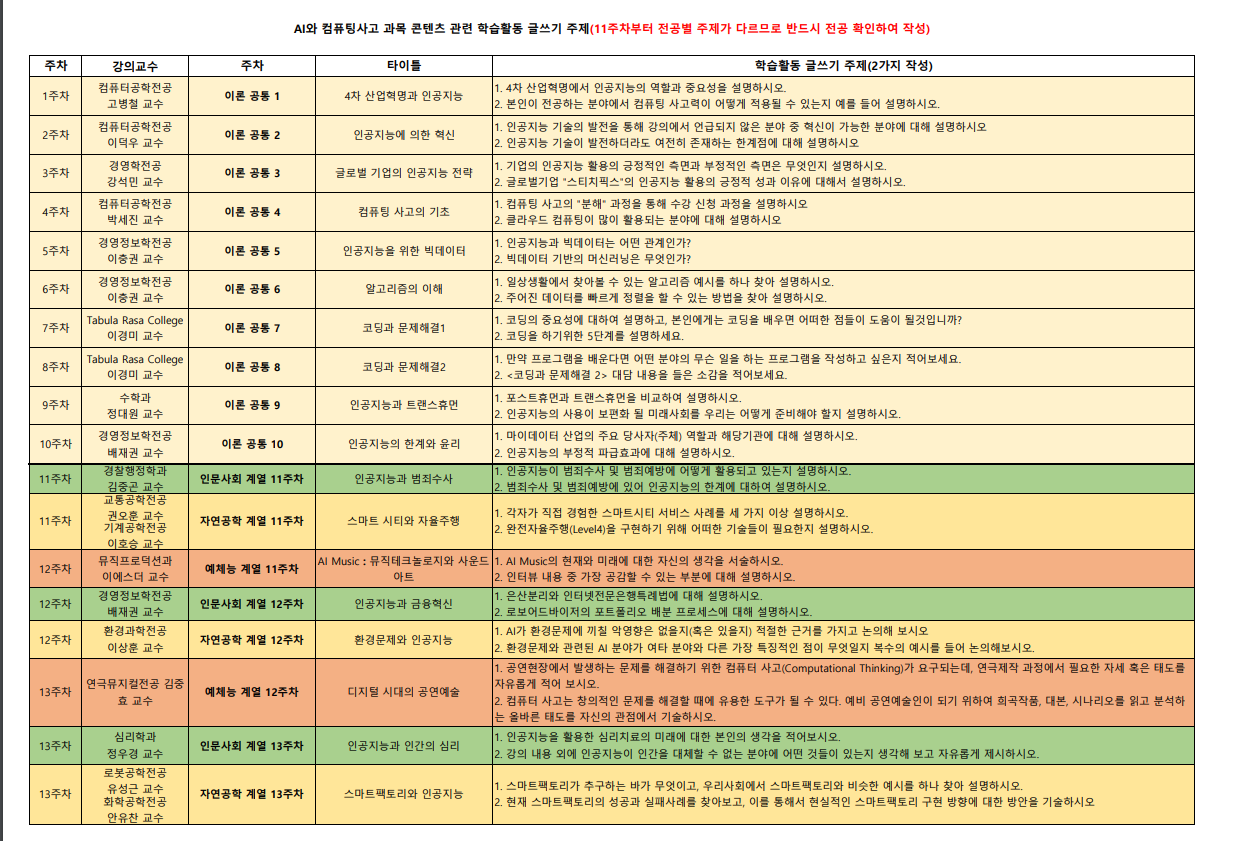 AI와 컴퓨팅사고 과목 콘텐츠 관련 학습활동 글쓰기 주제(11주차부터 전공별 주제가 다르므로 반드시 전공 확인하여 작성)
주차 강의교수 주차 타이틀 학습활동 글쓰기 주제(2가지 작성)
1주차 컴퓨터공학전공 고병철 교수 이론 공통 1 4차 산업혁명과 인공지능
1. 4차 산업혁명에서 인공지능의 역할과 중요성을 설명하시오.
2. 본인이 전공하는 분야에서 컴퓨팅 사고력이 어떻게 적용될 수 있는지 예를 들어 설명하시오.
2주차 컴퓨터공학전공 이덕우 교수 이론 공통 2 인공지능에 의한 혁신
1. 인공지능 기술의 발전을 통해 강의에서 언급되지 않은 분야 중 혁신이 가능한 분야에 대해 설명하시오
2. 인공지능 기술이 발전하더라도 여전히 존재하는 한계점에 대해 설명하시오
3주차 경영학전공 강석민 교수 이론 공통 3 글로벌 기업의 인공지능 전략
1. 기업의 인공지능 활용의 긍정적인 측면과 부정적인 측면은 무엇인지 설명하시오.
2. 글로벌기업 "스티치픽스"의 인공지능 활용의 긍정적 성과 이유에 대해서 설명하시오.
4주차 컴퓨터공학전공 박세진 교수 이론 공통 4 컴퓨팅 사고의 기초
1. 컴퓨팅 사고의 "분해" 과정을 통해 수강 신청 과정을 설명하시오
2. 클라우드 컴퓨팅이 많이 활용되는 분야에 대해 설명하시오
5주차 경영정보학전공 이충권 교수 이론 공통 5 인공지능을 위한 빅데이터
1. 인공지능과 빅데이터는 어떤 관계인가?
2. 빅데이터 기반의 머신러닝은 무엇인가?
6주차 경영정보학전공 이충권 교수 이론 공통 6 알고리즘의 이해
1. 일상생활에서 찾아볼 수 있는 알고리즘 예시를 하나 찾아 설명하시오.
2. 주어진 데이터를 빠르게 정렬을 할 수 있는 방법을 찾아 설명하시오.
7주차 Tabula Rasa College 이경미 교수 이론 공통 7 코딩과 문제해결1
1. 코딩의 중요성에 대하여 설명하고, 본인에게는 코딩을 배우면 어떠한 점들이 도움이 될것입니까?
2. 코딩을 하기위한 5단계를 설명하세요.
8주차 Tabula Rasa College 이경미 교수 이론 공통 8 코딩과 문제해결2
1. 만약 프로그램을 배운다면 어떤 분야의 무슨 일을 하는 프로그램을 작성하고 싶은지 적어보세요.
2. <코딩과 문제해결 2> 대담 내용을 들은 소감을 적어보세요.
9주차 수학과 정대원 교수 이론 공통 9 인공지능과 트랜스휴먼
1. 포스트휴먼과 트랜스휴먼을 비교하여 설명하시오.
2. 인공지능의 사용이 보편화 될 미래사회를 우리는 어떻게 준비해야 할지 설명하시오.
10주차 경영정보학전공 배재권 교수 이론 공통 10 인공지능의 한계와 윤리
1. 마이데이터 산업의 주요 당사자(주체) 역할과 해당기관에 대해 설명하시오.
2. 인공지능의 부정적 파급효과에 대해 설명하시오.
11주차 경찰행정학과 김중곤 교수 인문사회 계열 11주차 인공지능과 범죄수사
1. 인공지능이 범죄수사 및 범죄예방에 어떻게 활용되고 있는지 설명하시오.
2. 범죄수사 및 범죄예방에 있어 인공지능의 한계에 대하여 설명하시오.
11주차 교통공학전공 권오훈 교수 기계공학전공 이호승 교수 자연공학 계열 11주차 스마트 시티와 자율주행
1. 각자가 직접 경험한 스마트시티 서비스 사례를 세 가지 이상 설명하시오.
2. 완전자율주행(Level4)을 구현하기 위해 어떠한 기술들이 필요한지 설명하시오.
12주차 뮤직프로덕션과 이에스더 교수 예체능 계열 11주차 AI Music : 뮤직테크놀로지와 사운드 아트
1. AI Music의 현재와 미래에 대한 자신의 생각을 서술하시오.
2. 인터뷰 내용 중 가장 공감할 수 있는 부분에 대해 설명하시오.
12주차 경영정보학전공 배재권 교수 인문사회 계열 12주차 인공지능과 금융혁신
1. 은산분리와 인터넷전문은행특례법에 대해 설명하시오.
2. 로보어드바이저의 포트폴리오 배분 프로세스에 대해 설명하시오.
12주차 환경과학전공 이상훈 교수 자연공학 계열 12주차 환경문제와 인공지능
1. AI가 환경문제에 끼칠 악영향은 없을지(혹은 있을지) 적절한 근거를 가지고 논의해 보시오
2. 환경문제와 관련된 AI 분야가 여타 분야와 다른 가장 특징적인 점이 무엇일지 복수의 예시를 들어 논의해보시오.
13주차 연극뮤지컬전공 김중효 교수 예체능 계열 12주차 디지털 시대의 공연예술
1. 공연현장에서 발생하는 문제를 해결하기 위한 컴퓨터 사고(Computational Thinking)가 요구되는데, 연극제작 과정에서 필요한 자세 혹은 태도를
자유롭게 적어 보시오.
2. 컴퓨터 사고는 창의적인 문제를 해결할 때에 유용한 도구가 될 수 있다. 예비 공연예술인이 되기 위하여 희곡작품, 대본, 시나리오를 읽고 분석하
는 올바른 태도를 자신의 관점에서 기술하시오.
13주차 심리학과 정우경 교수 인문사회 계열 13주차 인공지능과 인간의 심리
1. 인공지능을 활용한 심리치료의 미래에 대한 본인의 생각을 적어보시오.
2. 강의 내용 외에 인공지능이 인간을 대체할 수 없는 분야에 어떤 것들이 있는지 생각해 보고 자유롭게 제시하시오.
13주차 로봇공학전공 유성근 교수 화학공학전공 안유찬 교수 자연공학 계열 13주차 스마트팩토리와 인공지능
1. 스마트팩토리가 추구하는 바가 무엇이고, 우리사회에서 스마트팩토리와 비슷한 예시를 하나 찾아 설명하시오.
2. 현재 스마트팩토리의 성공과 실패사례를 찾아보고, 이를 통해서 현실적인 스마트팩토리 구현 방향에 대한 방안을 기술하시오